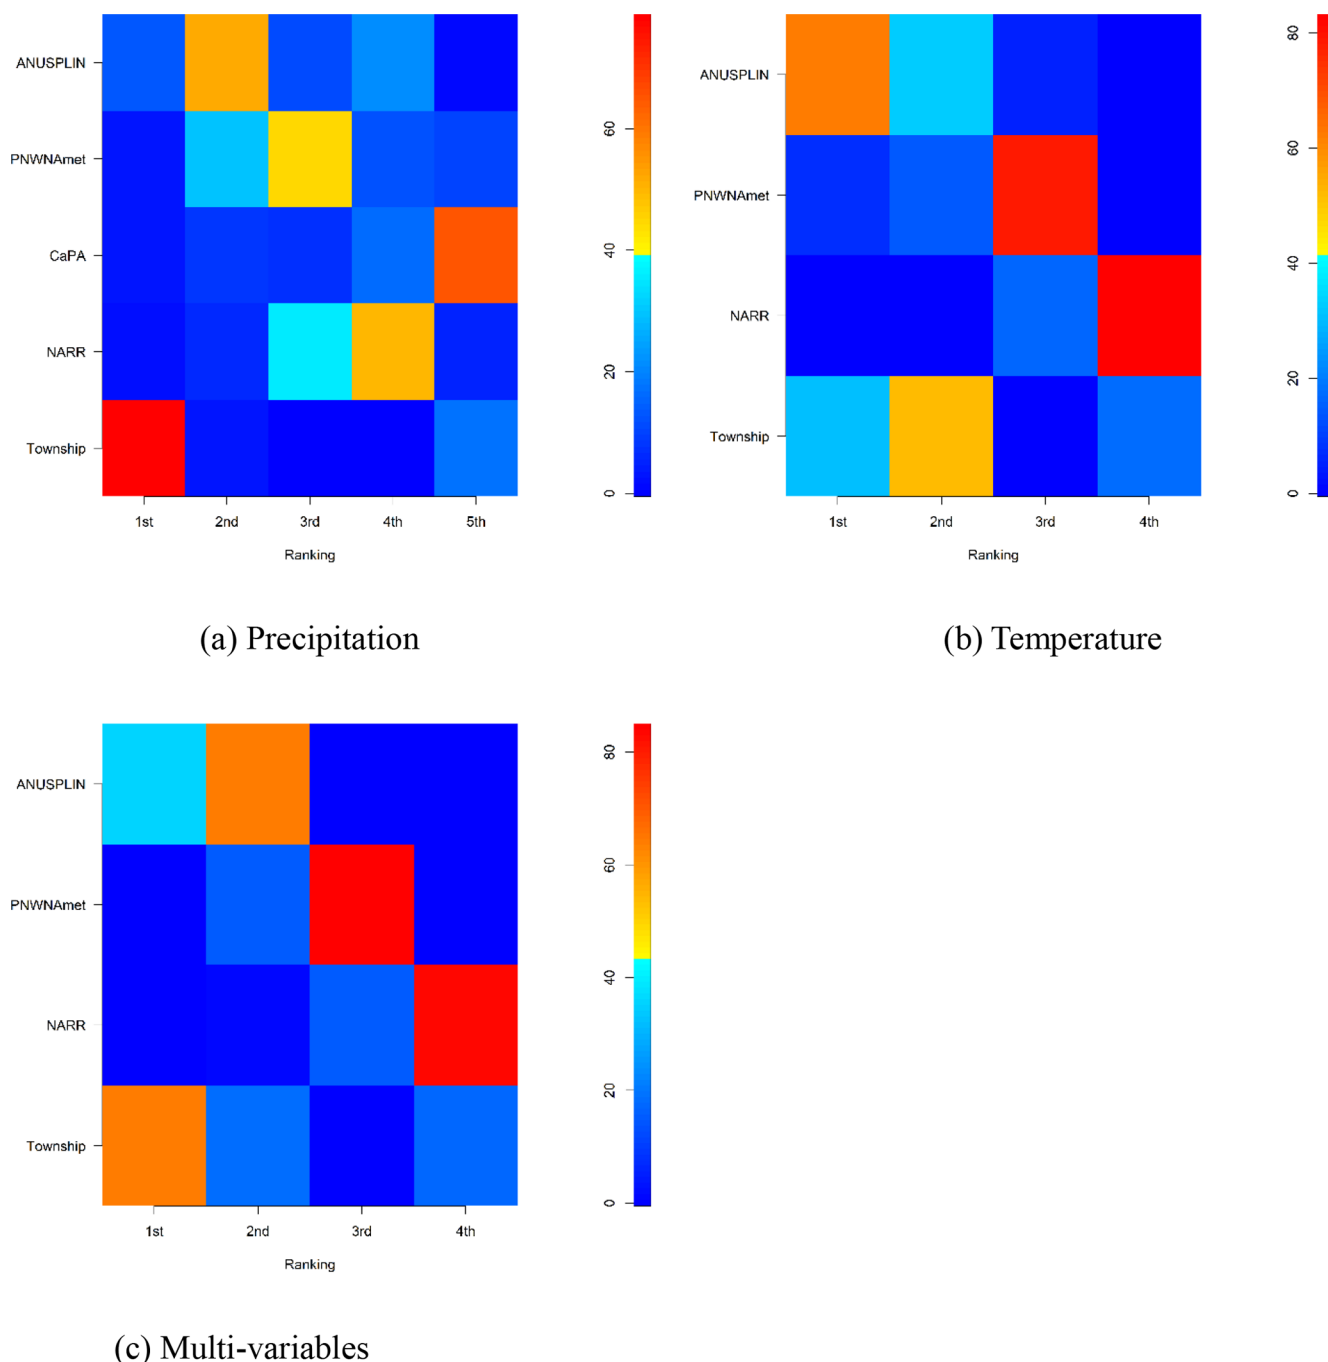 ANUSPLIN
PNWNAmet
CaPA
NARR
Township
1st 2nd 3rd 4th 5th
Ranking
0 20 40 60
(a) Precipitation
ANUSPLIN
PNWNAmet
NARR
Township
1st 2nd 3rd 4th
Ranking
0 20 40 60 80
(b) Temperature
ANUSPLIN
PNWNAmet
NARR
Township
1st 2nd 3rd 4th
Ranking
0 20 40 60 80
(c) Multi-variables